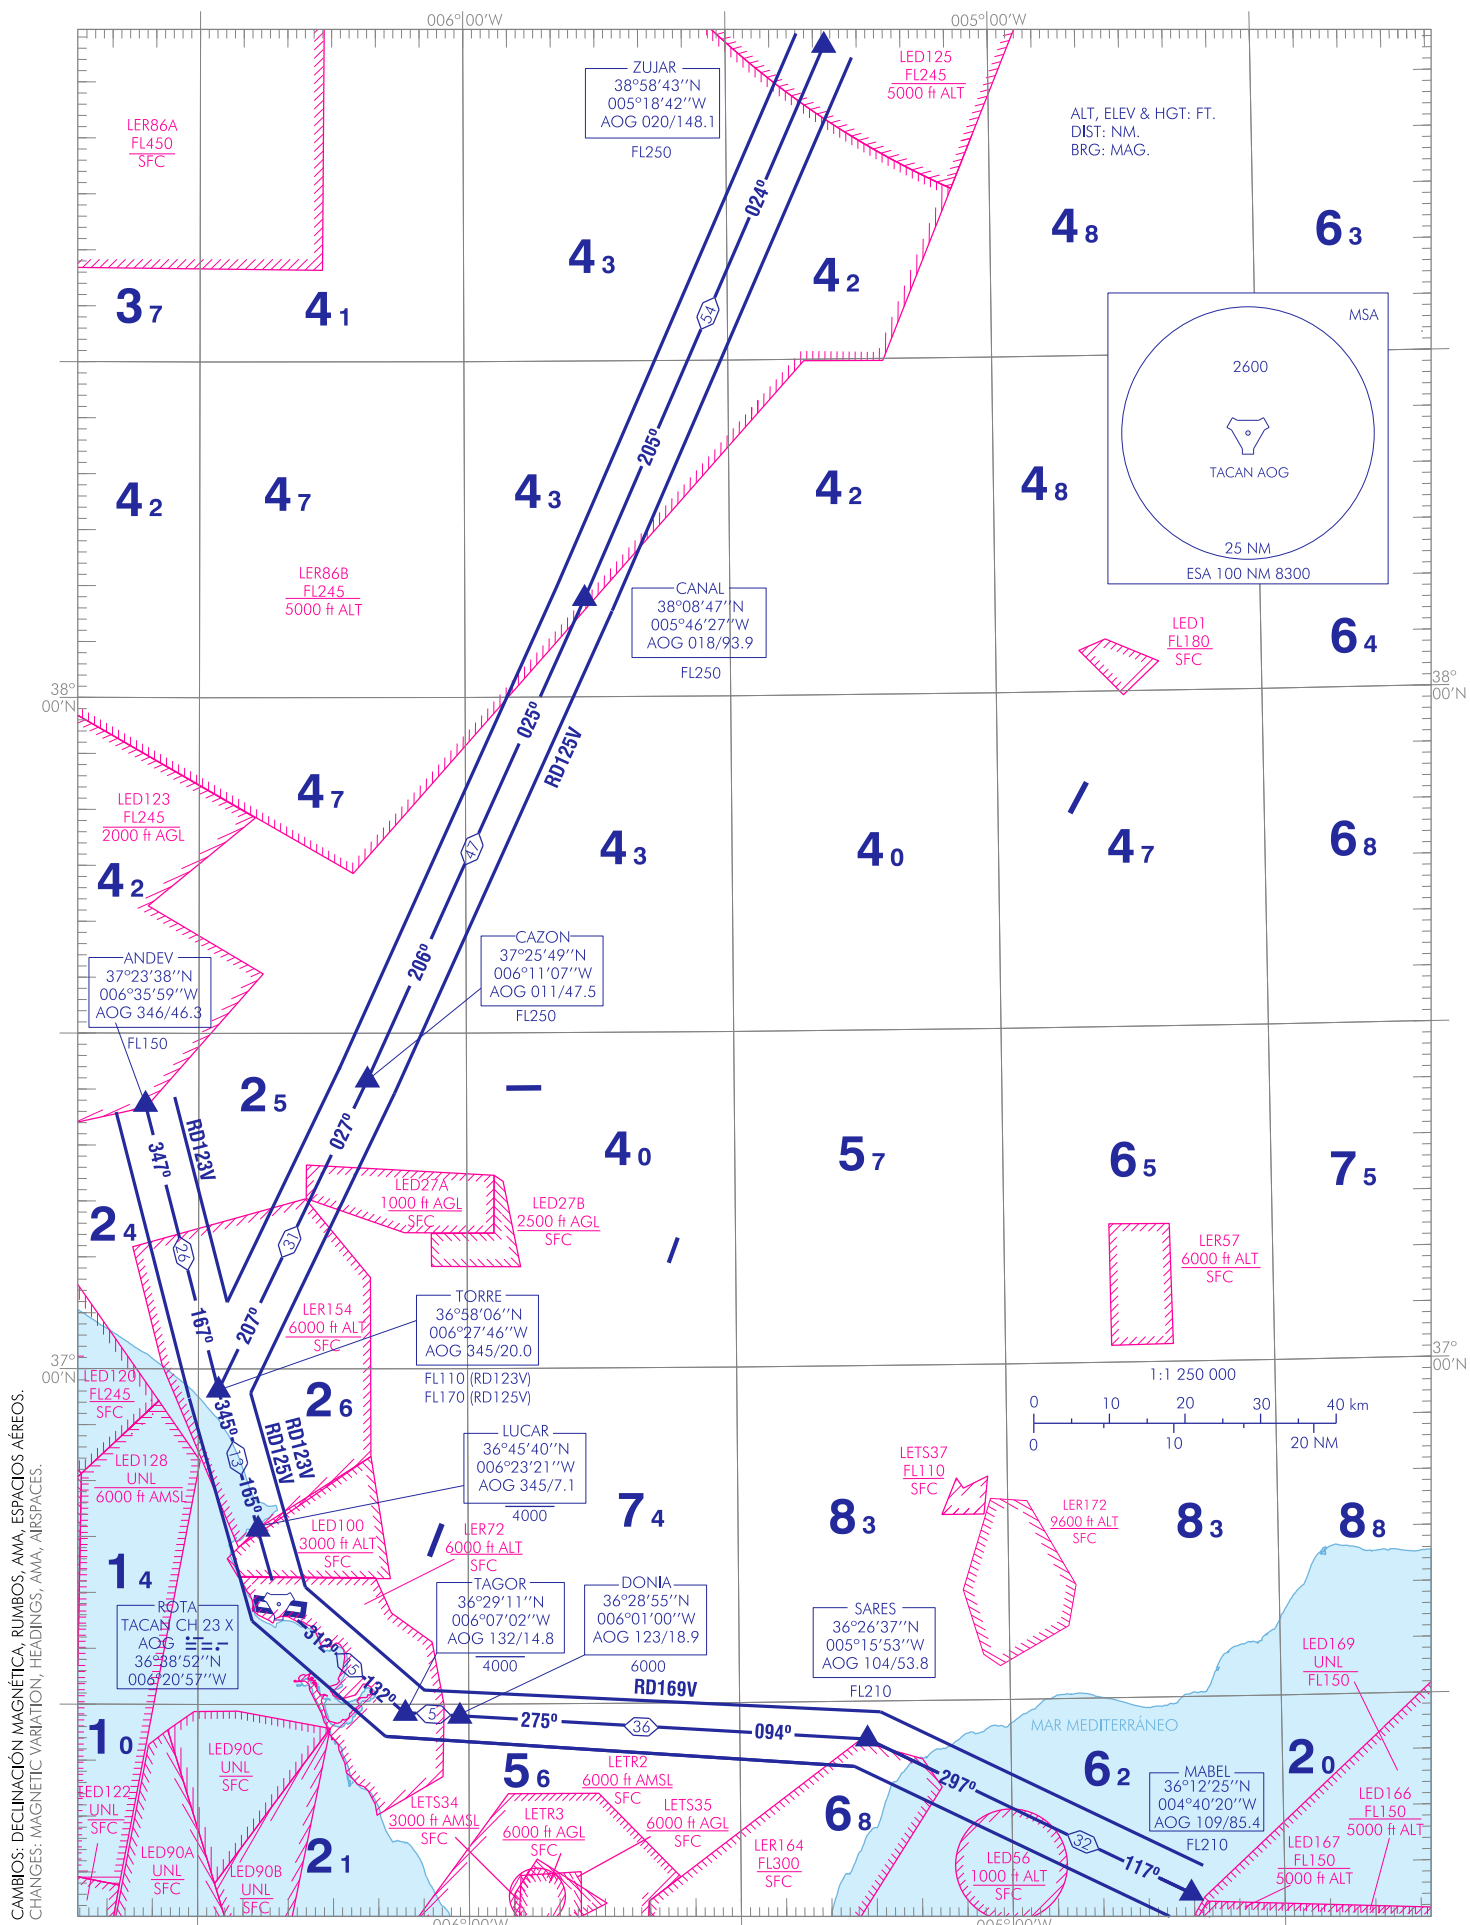 006°00'W
005°00'W
ZUJAR
38°58'43''N
005°18'42''W
AOG 020/148.1
FL250
LED125
FL245
5000 ft ALT
ALT, ELEV & HGT: FT.
DIST: NM.
BRG: MAG.
LER86A
FL450
SFC
024°
4 3
4 2
4 8
6 3
3 7
4 1
54
MSA
2600
TACAN AOG
25 NM
ESA 100 NM 8300
205°
4 2
4 7
4 3
4 2
4 8
LER86B
FL245
5000 ft ALT
CANAL
38°08'47''N
005°46'27''W
AOG 018/93.9
FL250
LED1
FL180
SFC
6 4
38°
00'N
38°
00'N
025°
RD125V
LED123
FL245
2000 ft AGL
4 7
4 2
47
4 3
4 0
4 7
6 8
206°
ANDEV
37°23'38''N
006°35'59''W
AOG 346/46.3
FL150
CAZON
37°25'49''N
006°11'07''W
AOG 011/47.5
FL250
2 5
027°
347°
RD123V
4 0
5 7
6 5
7 5
LED27A
1000 ft AGL
SFC
LED27B
2500 ft AGL
SFC
2 4
26
31
LER57
6000 ft ALT
SFC
167°
207°
LER154
6000 ft ALT
SFC
TORRE
36°58'06''N
006°27'46''W
AOG 345/20.0
FL110 (RD123V)
FL170 (RD125V)
37°
00'N
37°
00'N
1:1 250 000
0 10 20 30 40 km
0 10 20 NM
LED120
FL245
SFC
2 6
345°
13
165°
RD123V
RD125V
LUCAR
36°45'40''N
006°23'21''W
AOG 345/7.1
4000
LED128
UNL
6000 ft AMSL
LETS37
FL110
SFC
LER172
9600 ft ALT
SFC
7 4
8 3
8 3
8 8
LED100
3000 ft ALT
SFC
LER72
6000 ft ALT
SFC
1 4
TAGOR
36°29'11''N
006°07'02''W
AOG 132/14.8
4000
DONIA
36°28'55''N
006°01'00''W
AOG 123/18.9
6000
SARES
36°26'37''N
005°15'53''W
AOG 104/53.8
FL210
ROTA
TACAN CH 23 X
AOG
36°38'52''N
006°20'57''W
312°
15
132°
5
RD169V
275°
36
094°
LED169
UNL
FL150
MAR MEDITERRÁNEO
1 0
LED90C
UNL
SFC
5 6
LETR2
6000 ft AMSL
SFC
6 2
2 0
297°
MABEL
36°12'25''N
004°40'20''W
AOG 109/85.4
FL210
LED122
UNL
SFC
LETS34
3000 ft AMSL
SFC
LETR3
6000 ft AGL
SFC
LETS35
6000 ft AGL
SFC
6 8
32
117°
LED166
FL150
5000 ft ALT
LED167
FL150
5000 ft ALT
LER164
FL300
SFC
LED56
1000 ft ALT
SFC
LED90A
UNL
SFC
LED90B
UNL
SFC
2 1
006°00'W
005°00'W
CAMBIOS: DECLINACIÓN MAGNÉTICA, RUMBOS, AMA, ESPACIOS AÉREOS.
CHANGES: MAGNETIC VARIATION, HEADINGS, AMA, AIRSPACES.